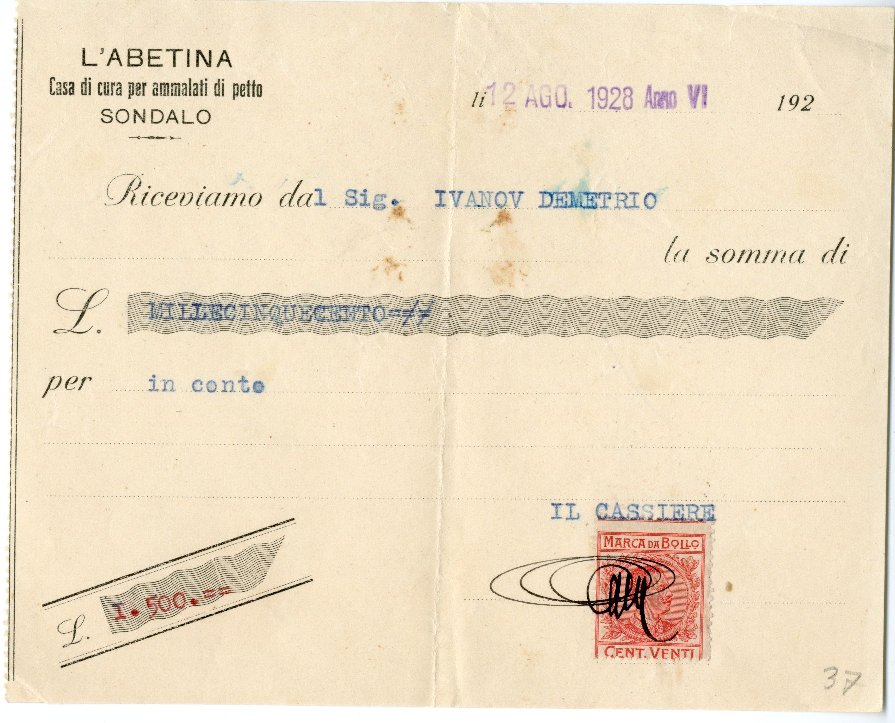 L'ABETINA
Casa di cura per ammalati di petto
SONDALO
li 12 AGO. 1928 Anno VI 192
Riceviamo dal Sig. IVANOV DEMETRIO
la somma di
L. MILLECINQUECENTO=//=
per in conto
IL CASSIERE
MARCA DA BOLLO
CENT. VENTI
L. 1.500.==
37